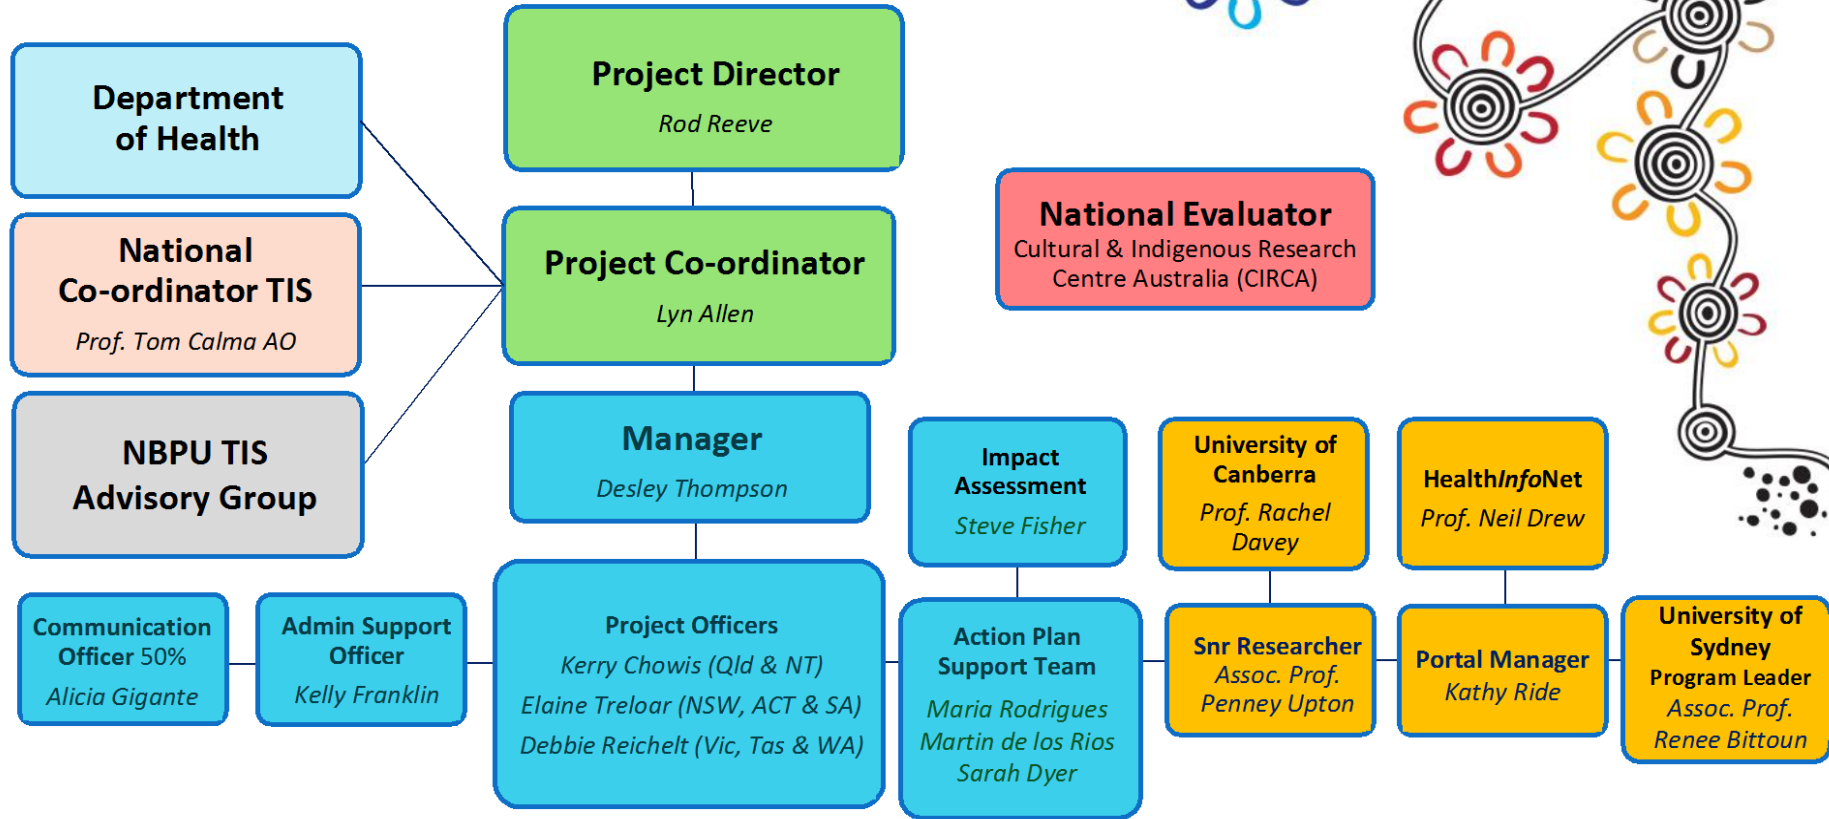 Department
of Health
Project Director
Rod Reeve
National
Co-ordinator TIS
Prof. Tom Calma AO
Project Co-ordinator
Lyn Allen
National Evaluator
Cultural & Indigenous Research
Centre Australia (CIRCA)
NBPU TIS
Advisory Group
Manager
Desley Thompson
Impact
Assessment
Steve Fisher
University of
Canberra
Prof. Rachel
Davey
HealthInfoNet
Prof. Neil Drew
Communication
Officer 50%
Alicia Gigante
Admin Support
Officer
Kelly Franklin
Project Officers
Kerry Chowis (Qld & NT)
Elaine Treloar (NSW, ACT & SA)
Debbie Reichelt (Vic, Tas & WA)
Action Plan
Support Team
Maria Rodrigues
Martin de los Rios
Sarah Dyer
Snr Researcher
Assoc. Prof.
Penney Upton
Portal Manager
Kathy Ride
University of
Sydney
Program Leader
Assoc. Prof.
Renee Bittoun